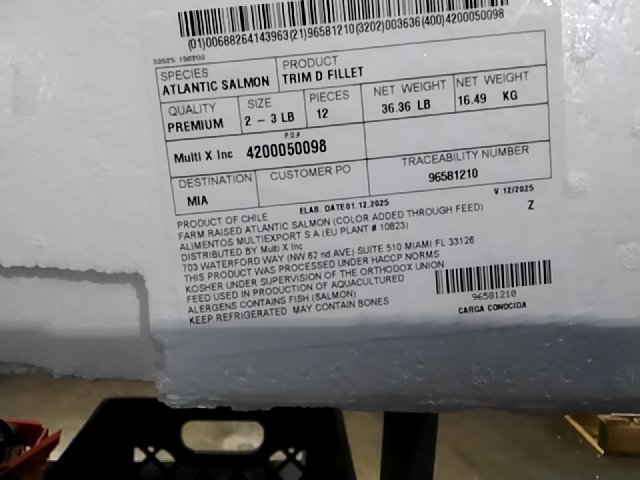 (01)00688264143963(21)96581210(3202)003636(400)4200050098
33525 150200
SPECIES PRODUCT
ATLANTIC SALMON TRIM D FILLET
QUALITY SIZE PIECES NET WEIGHT NET WEIGHT
PREMIUM 2 - 3 LB 12 36.36 LB 16.49 KG
P.O#
Multi X Inc 4200050098
DESTINATION CUSTOMER PO TRACEABILITY NUMBER
MIA 96581210
ELAB. DATE 01.12.2025 V.12/2025
PRODUCT OF CHILE Z
FARM RAISED ATLANTIC SALMON (COLOR ADDED THROUGH FEED)
ALIMENTOS MULTIEXPORT S A (EU PLANT # 10823)
DISTRIBUTED BY Multi X Inc
703 WATERFORD WAY (NW 62 nd AVE) SUITE 510 MIAMI FL 33126
THIS PRODUCT WAS PROCESSED UNDER HACCP NORMS
KOSHER UNDER SUPERVISION OF THE ORTHODOX UNION
FEED USED IN PRODUCTION OF AQUACULTURED
ALERGENS CONTAINS FISH (SALMON)
KEEP REFRIGERATED MAY CONTAIN BONES
96581210
CARGA CONOCIDA